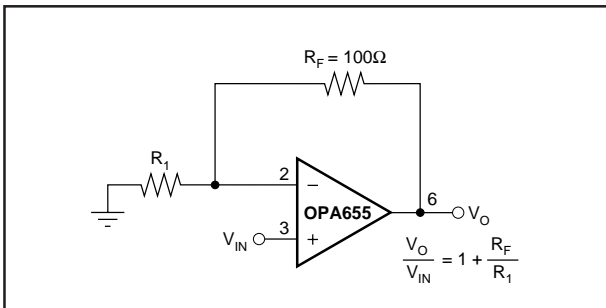 R_F = 100Ω
R_1
2
−
OPA655
6
V_O
3
+
V_IN
V_O/V_IN = 1 + R_F/R_1